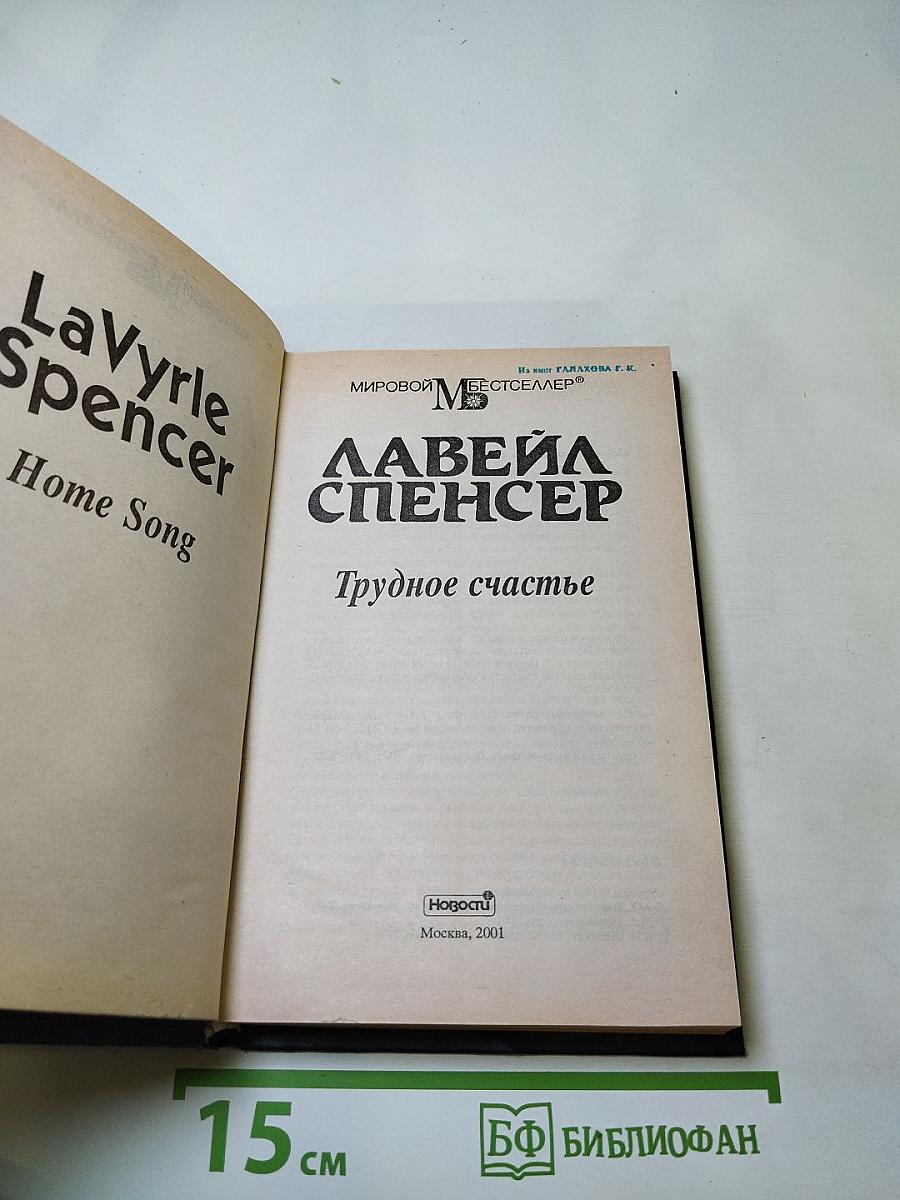 LaVyrle
Spencer
Home Song
Из книг ГАЛАХОВА Г. К.
МИРОВОЙ МБ БЕСТСЕЛЛЕР®
ЛАВЕЙЛ
СПЕНСЕР
Трудное счастье
Новости
Москва, 2001
15 см
БФ БИБЛИОФАН